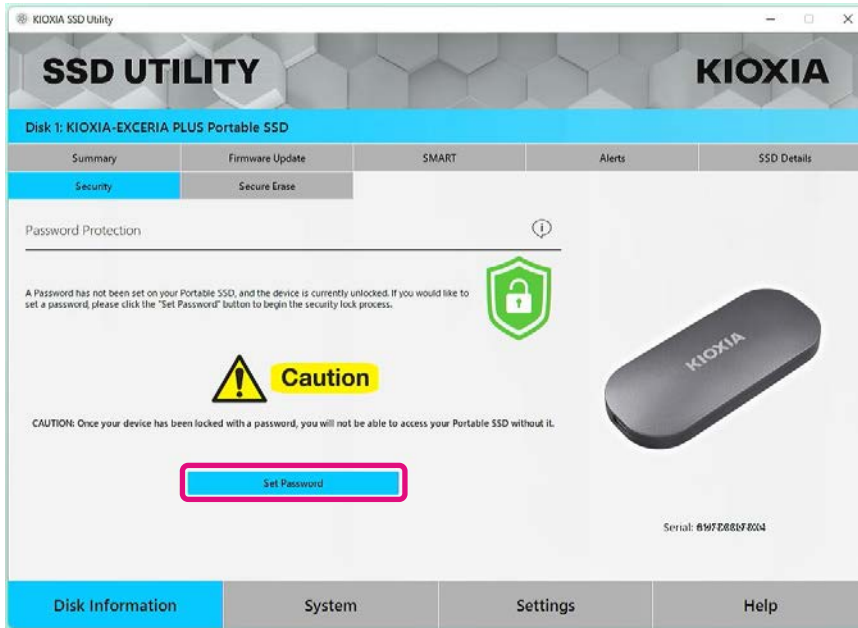 KIOXIA SSD Utility
SSD UTILITY
KIOXIA
Disk 1: KIOXIA-EXCERIA PLUS Portable SSD
Summary
Firmware Update
SMART
Alerts
SSD Details
Security
Secure Erase
Password Protection
A Password has not been set on your Portable SSD, and the device is currently unlocked. If you would like to
set a password, please click the "Set Password" button to begin the security lock process.
Caution
CAUTION: Once your device has been locked with a password, you will not be able to access your Portable SSD without it.
KIOXIA
Set Password
Serial:
Disk Information
System
Settings
Help